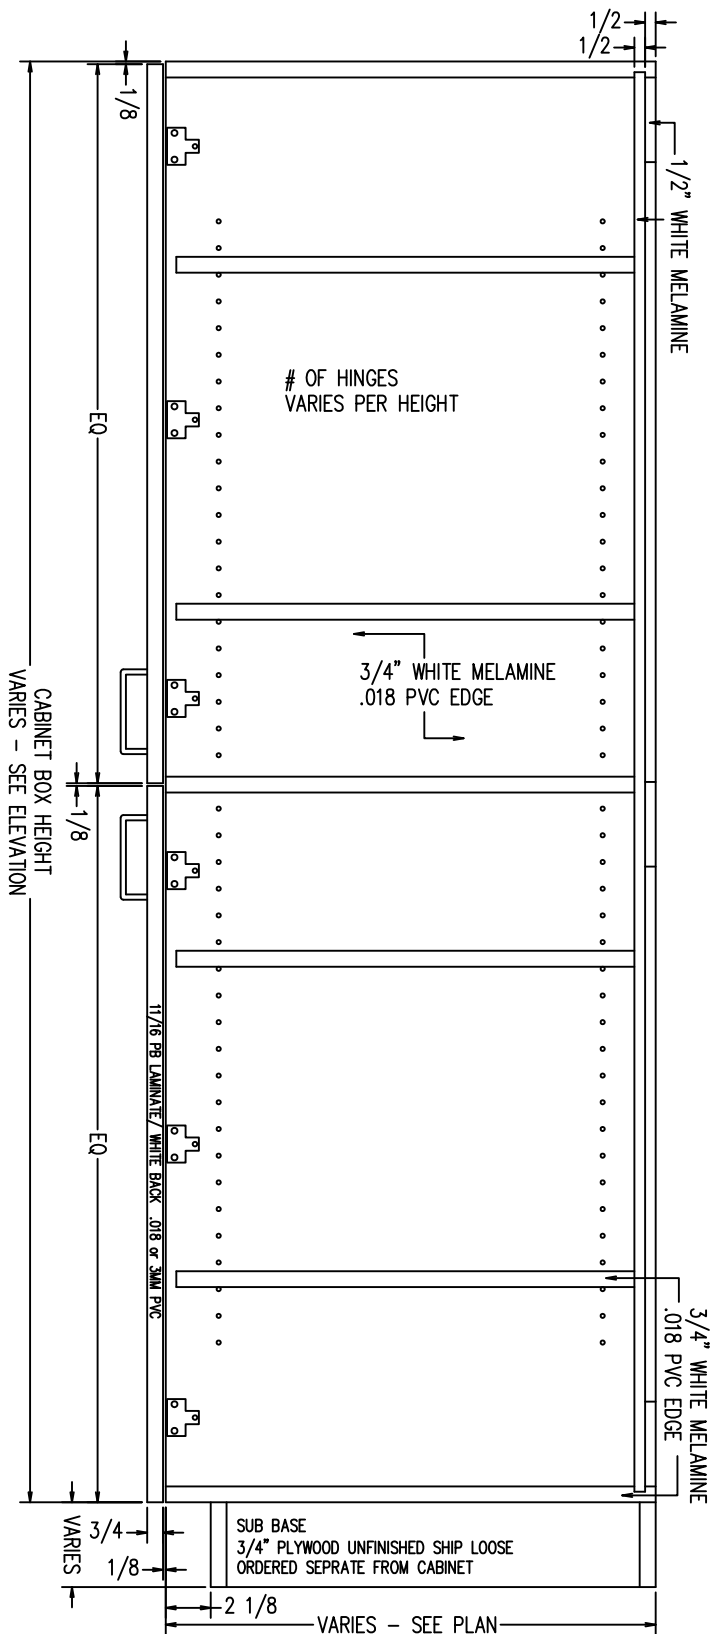 1/2
1/2
1/8
1/2" WHITE MELAMINE
# OF HINGES
VARIES PER HEIGHT
EQ
3/4" WHITE MELAMINE
.018 PVC EDGE
CABINET BOX HEIGHT
VARIES - SEE ELEVATION
1/8
11/16 PB LAMINATE/ WHITE BACK .018 or 3MM PVC
EQ
3/4" WHITE MELAMINE
.018 PVC EDGE
VARIES
3/4
1/8
SUB BASE
3/4" PLYWOOD UNFINISHED SHIP LOOSE
ORDERED SEPRATE FROM CABINET
2 1/8
VARIES - SEE PLAN